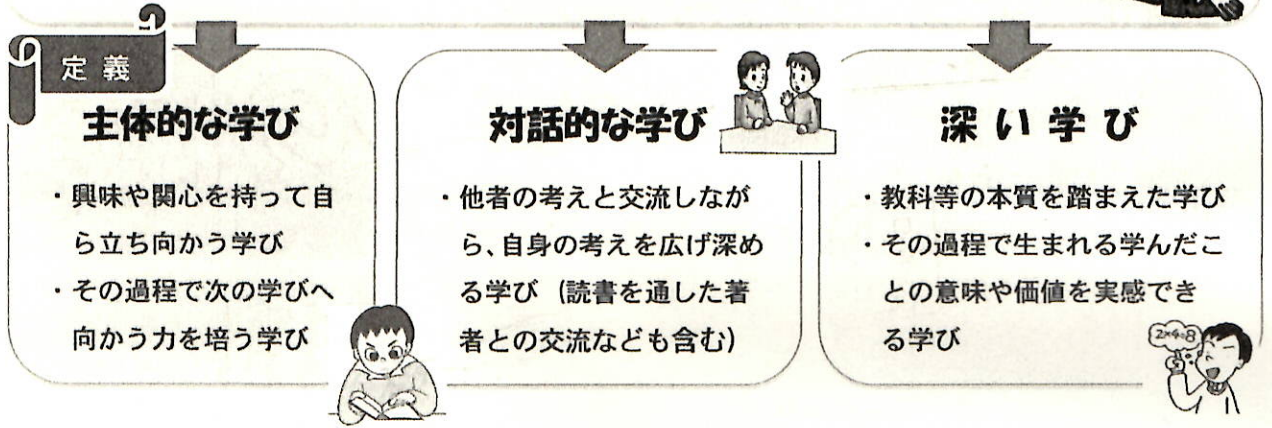 定義
主体的な学び
・興味や関心を持って自
ら立ち向かう学び
・その過程で次の学びへ
向かう力を培う学び
対話的な学び
・他者の考えと交流しなが
ら、自身の考えを広げ深め
る学び（読書を通した著
者との交流なども含む）
深い学び
・教科等の本質を踏まえた学び
・その過程で生まれる学んだこ
との意味や価値を実感でき
る学び
2×4=8